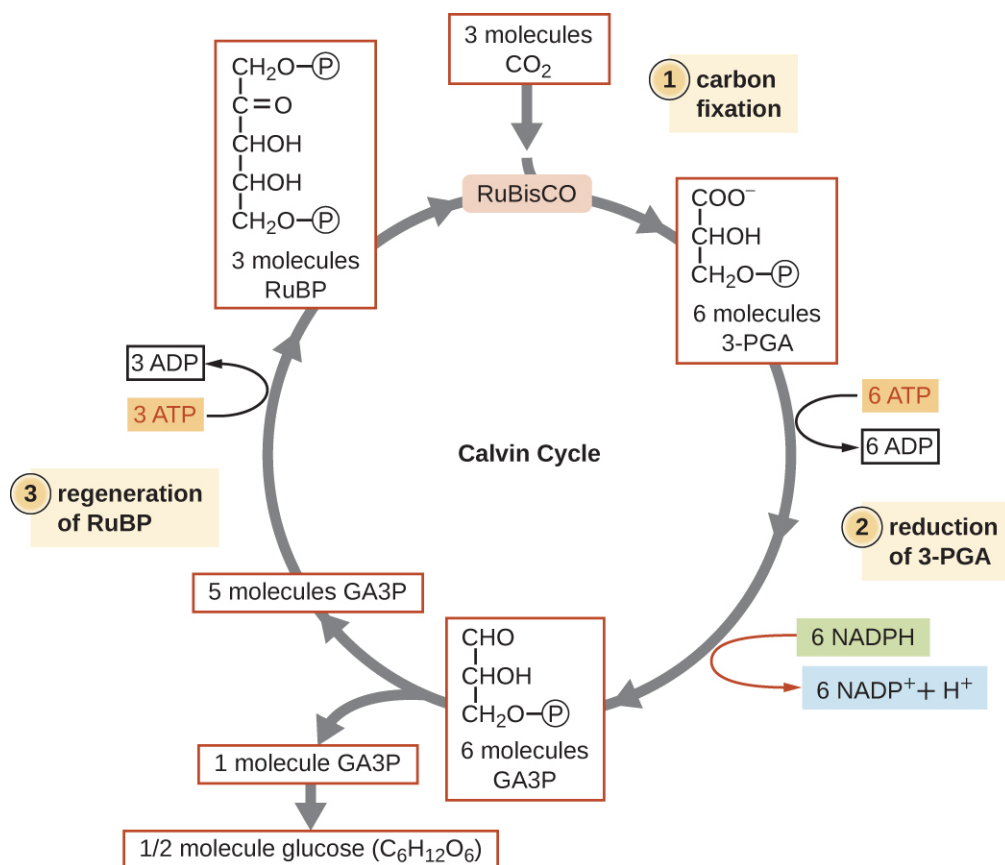 3 molecules
CO₂
1 carbon
fixation
CH₂O–P
C=O
CHOH
CHOH
CH₂O–P
3 molecules
RuBP
RuBisCO
COO⁻
CHOH
CH₂O–P
6 molecules
3-PGA
3 ADP
3 ATP
6 ATP
6 ADP
Calvin Cycle
3 regeneration
of RuBP
2 reduction
of 3-PGA
5 molecules GA3P
CHO
CHOH
CH₂O–P
6 molecules
GA3P
6 NADPH
6 NADP⁺+ H⁺
1 molecule GA3P
1/2 molecule glucose (C₆H₁₂O₆)